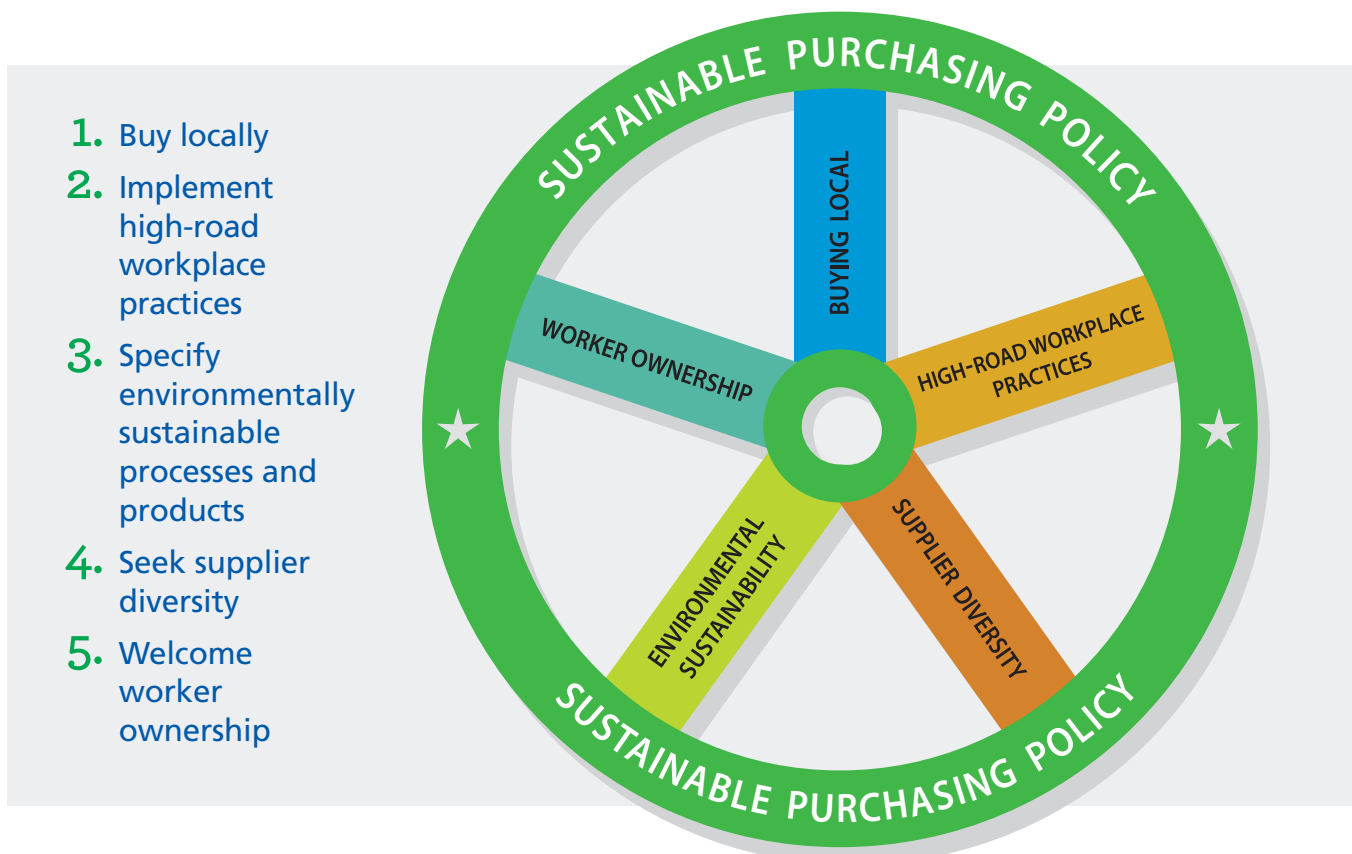 1. Buy locally
2. Implement
high-road
workplace
practices
3. Specify
environmentally
sustainable
processes and
products
4. Seek supplier
diversity
5. Welcome
worker
ownership
SUSTAINABLE PURCHASING POLICY
BUYING LOCAL
HIGH-ROAD WORKPLACE
PRACTICES
SUPPLIER DIVERSITY
ENVIRONMENTAL
SUSTAINABILITY
WORKER OWNERSHIP
SUSTAINABLE PURCHASING POLICY